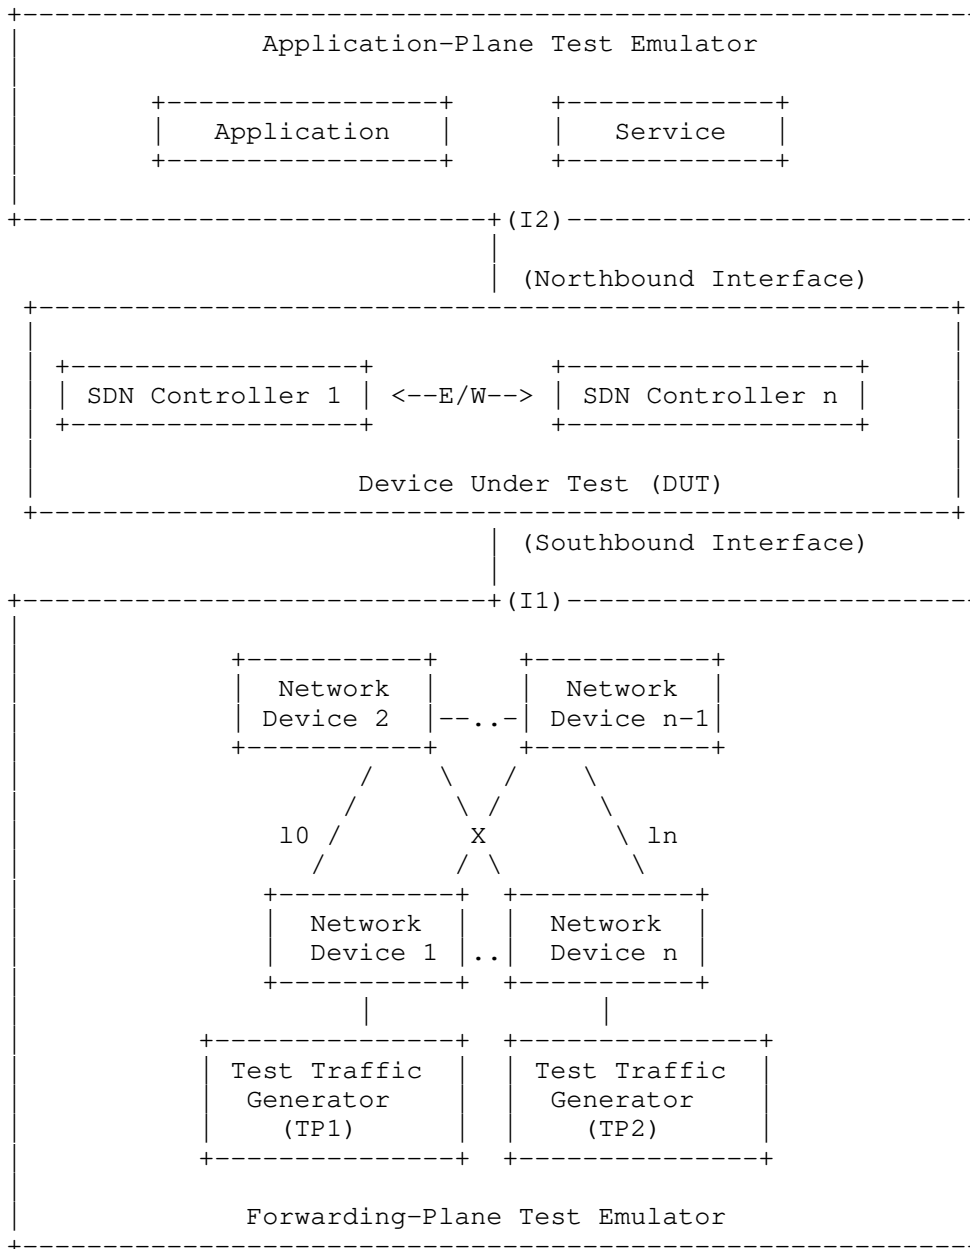 Application-Plane Test Emulator
Application Service
(I2)
(Northbound Interface)
SDN Controller 1 <--E/W--> SDN Controller n
Device Under Test (DUT)
(Southbound Interface)
(I1)
Network Network
Device 2 --..- Device n-1
l0 X ln
Network Network
Device 1 .. Device n
Test Traffic Test Traffic
Generator Generator
(TP1) (TP2)
Forwarding-Plane Test Emulator